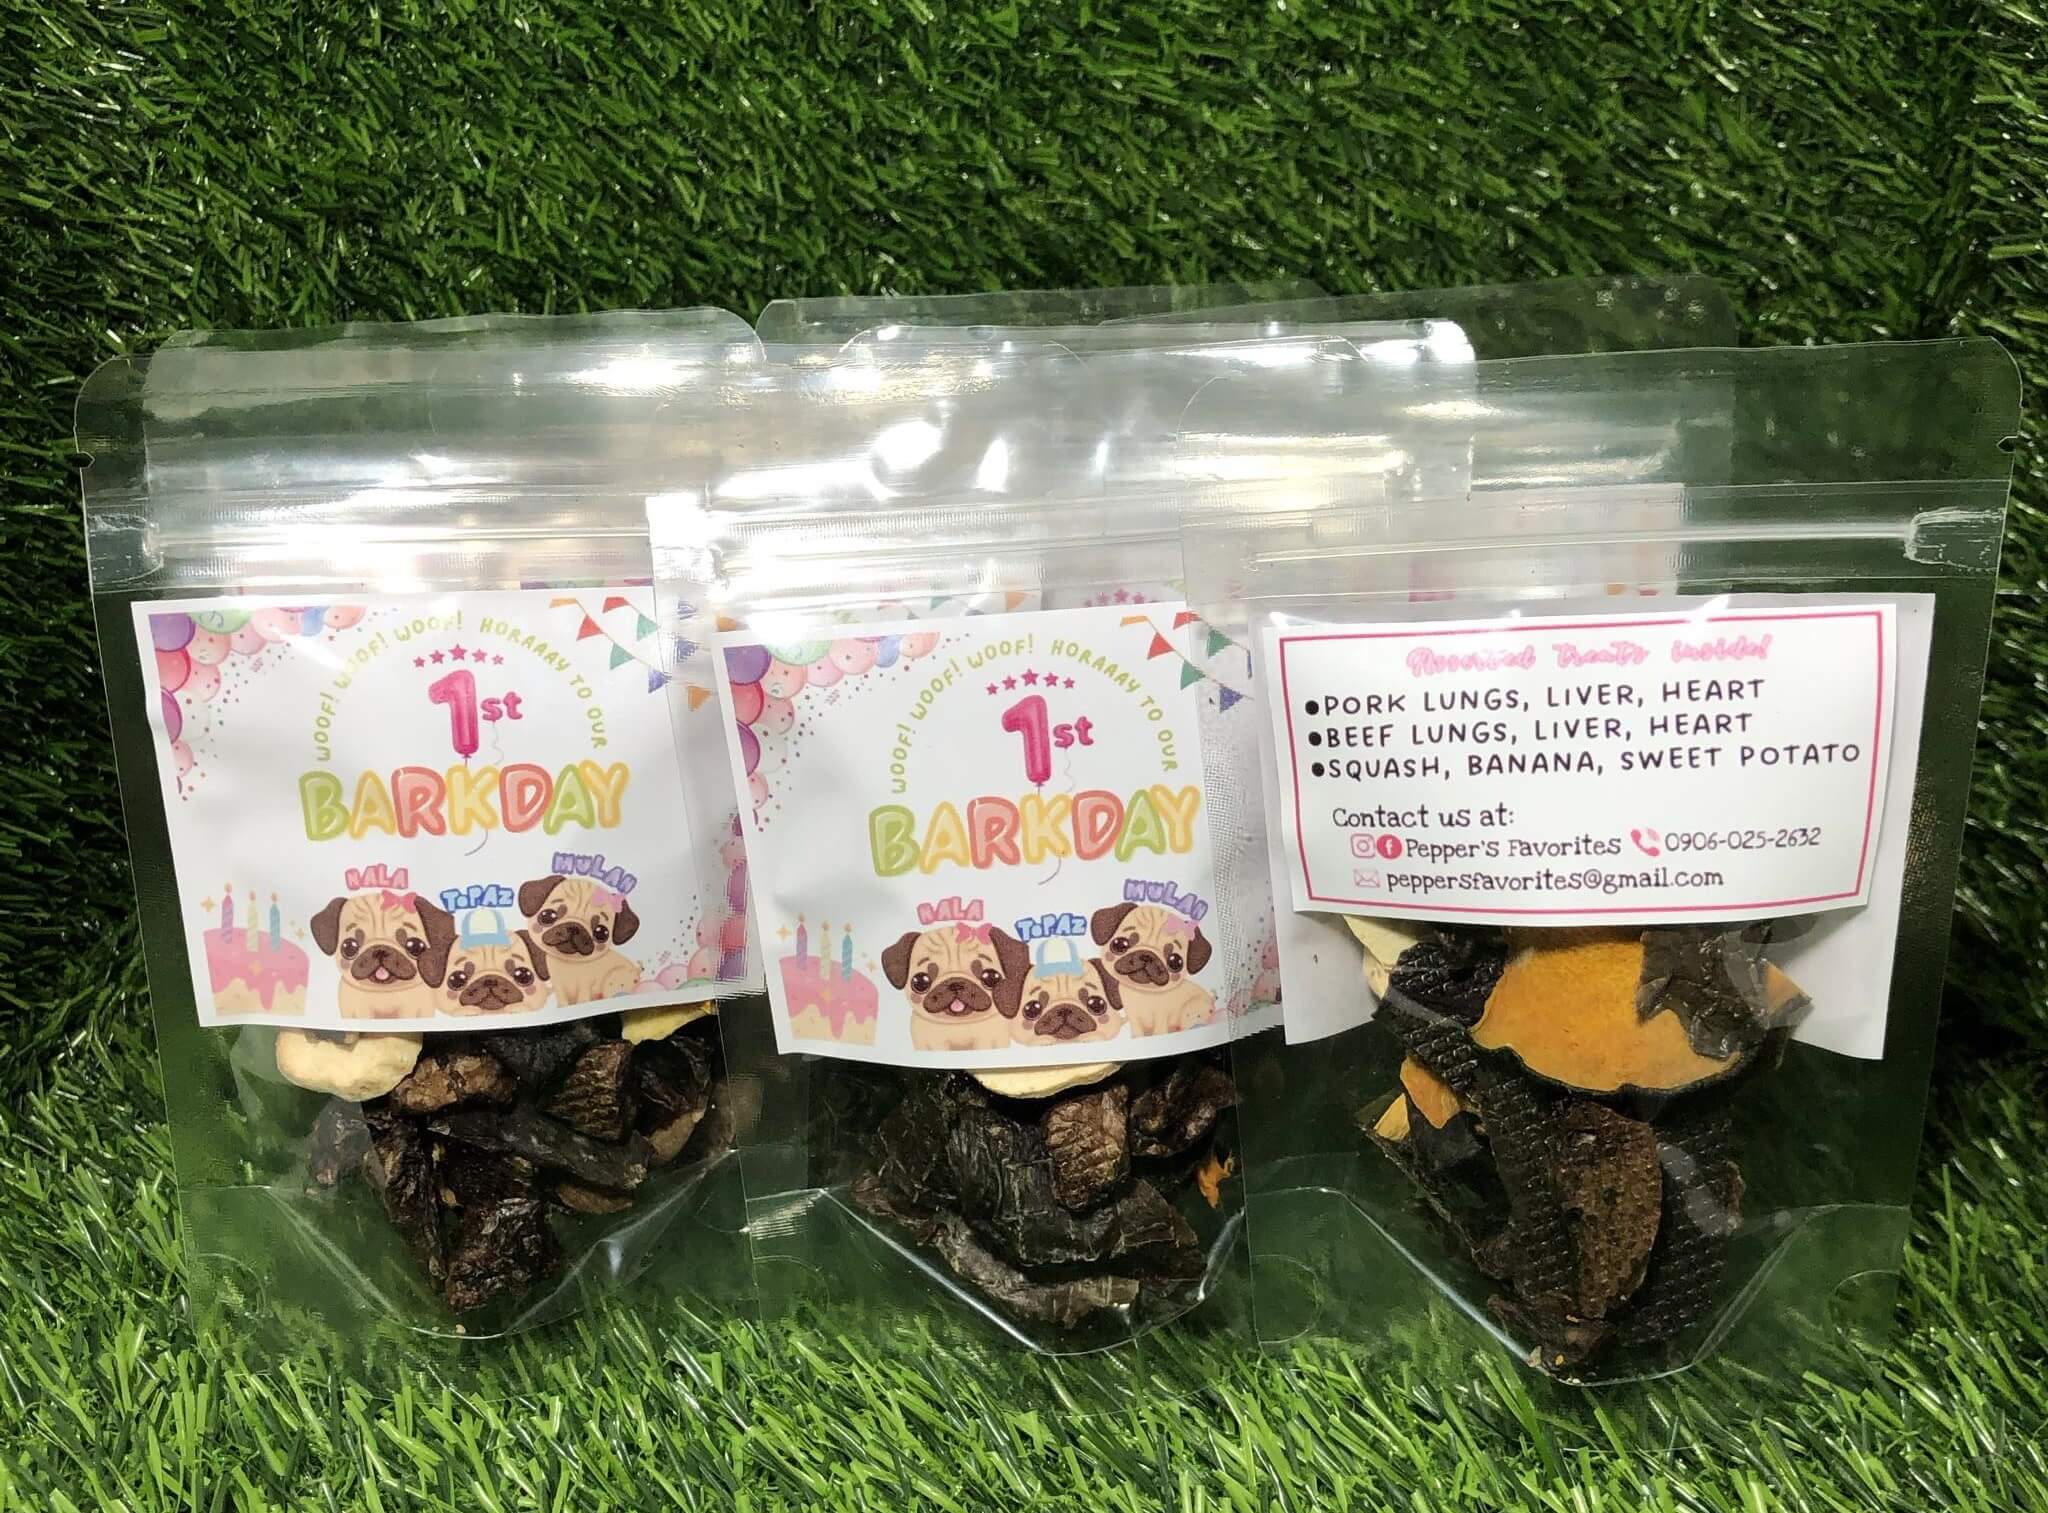 WOOF! WOOF! WOOF! HORAAAY TO OUR
1st
BARKDAY
NALA
TOPAZ
MULAN
WOOF! WOOF! WOOF! HORAAAY TO OUR
1st
BARKDAY
NALA
TOPAZ
MULAN
Assorted treats inside!
•PORK LUNGS, LIVER, HEART
•BEEF LUNGS, LIVER, HEART
•SQUASH, BANANA, SWEET POTATO
Contact us at:
Pepper's Favorites 0906-025-2632
peppersfavorites@gmail.com